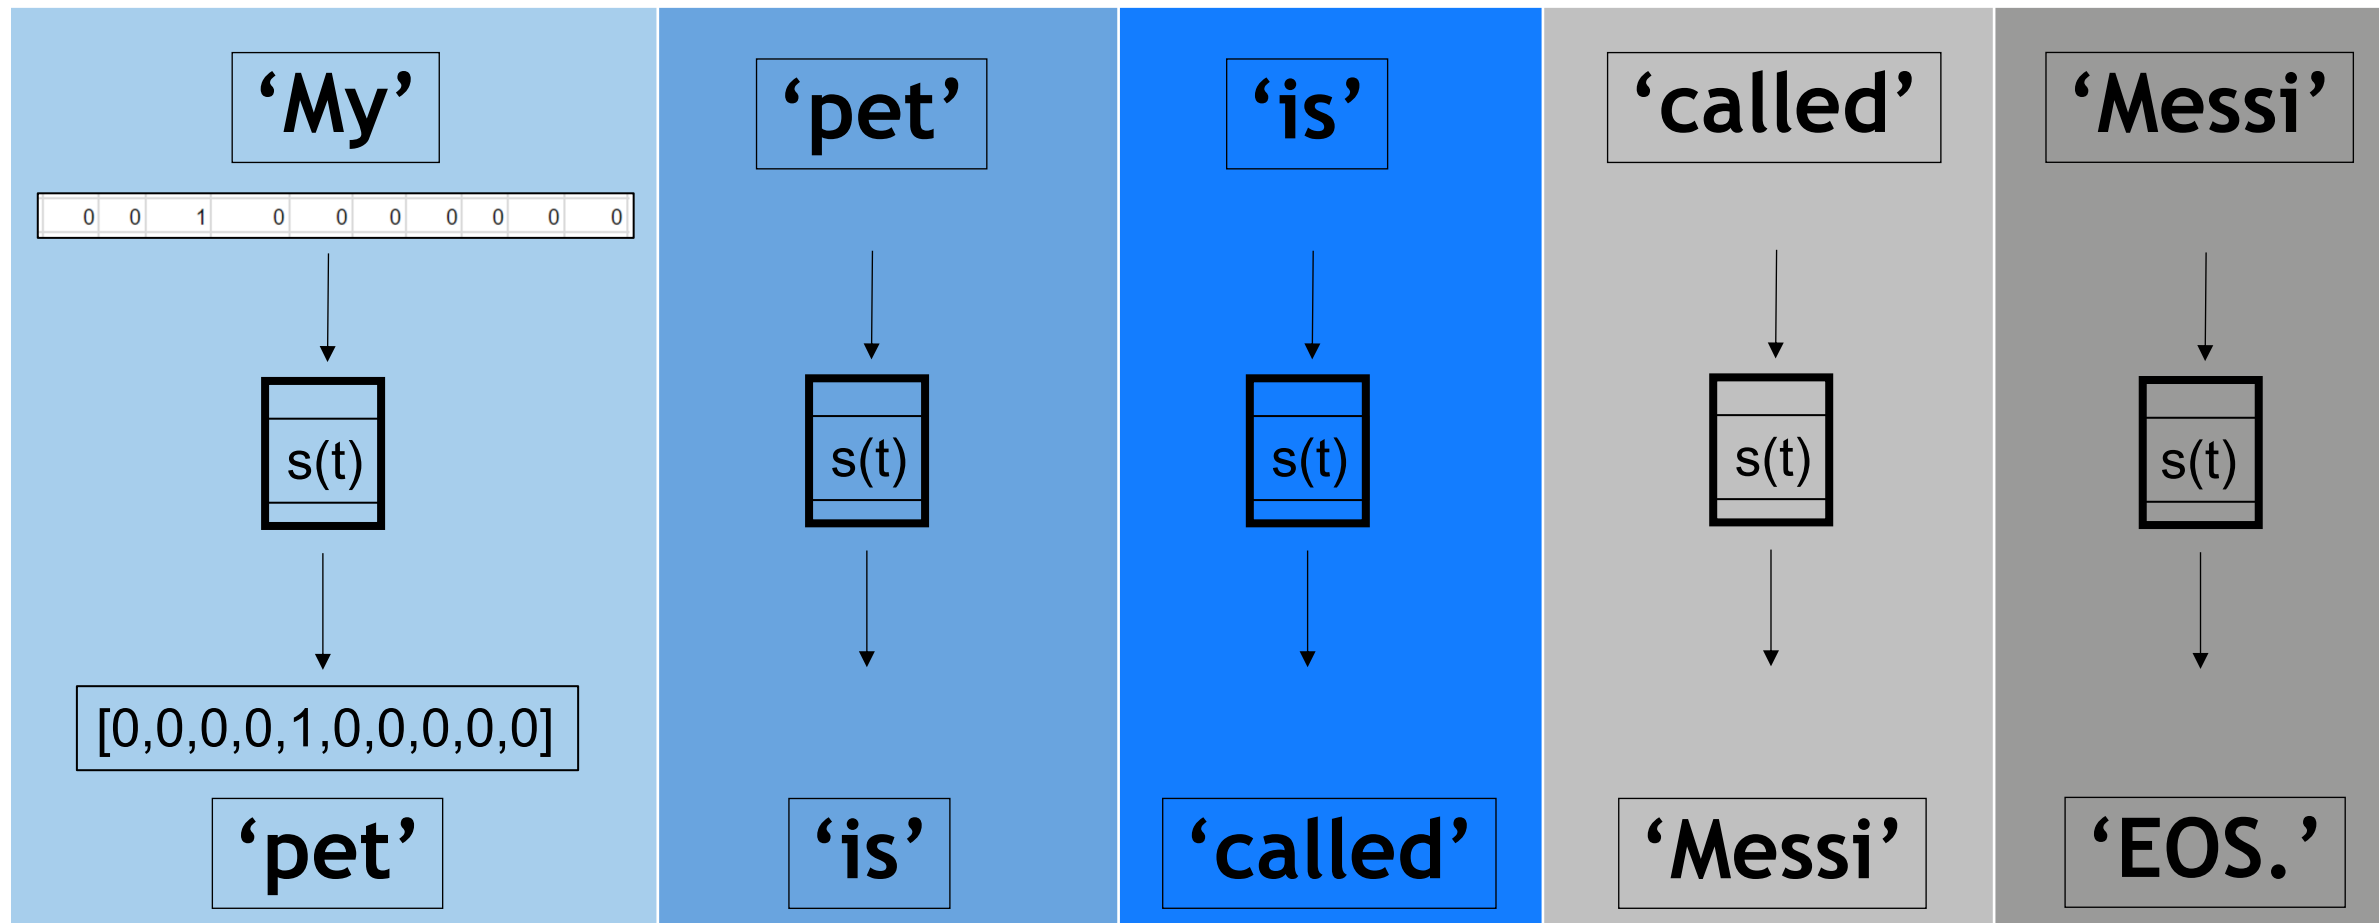 ‘My’ ‘pet’ ‘is’ ‘called’ ‘Messi’
0 0 1 0 0 0 0 0 0 0
s(t) s(t) s(t) s(t) s(t)
[0,0,0,0,1,0,0,0,0,0]
‘pet’ ‘is’ ‘called’ ‘Messi’ ‘EOS.’